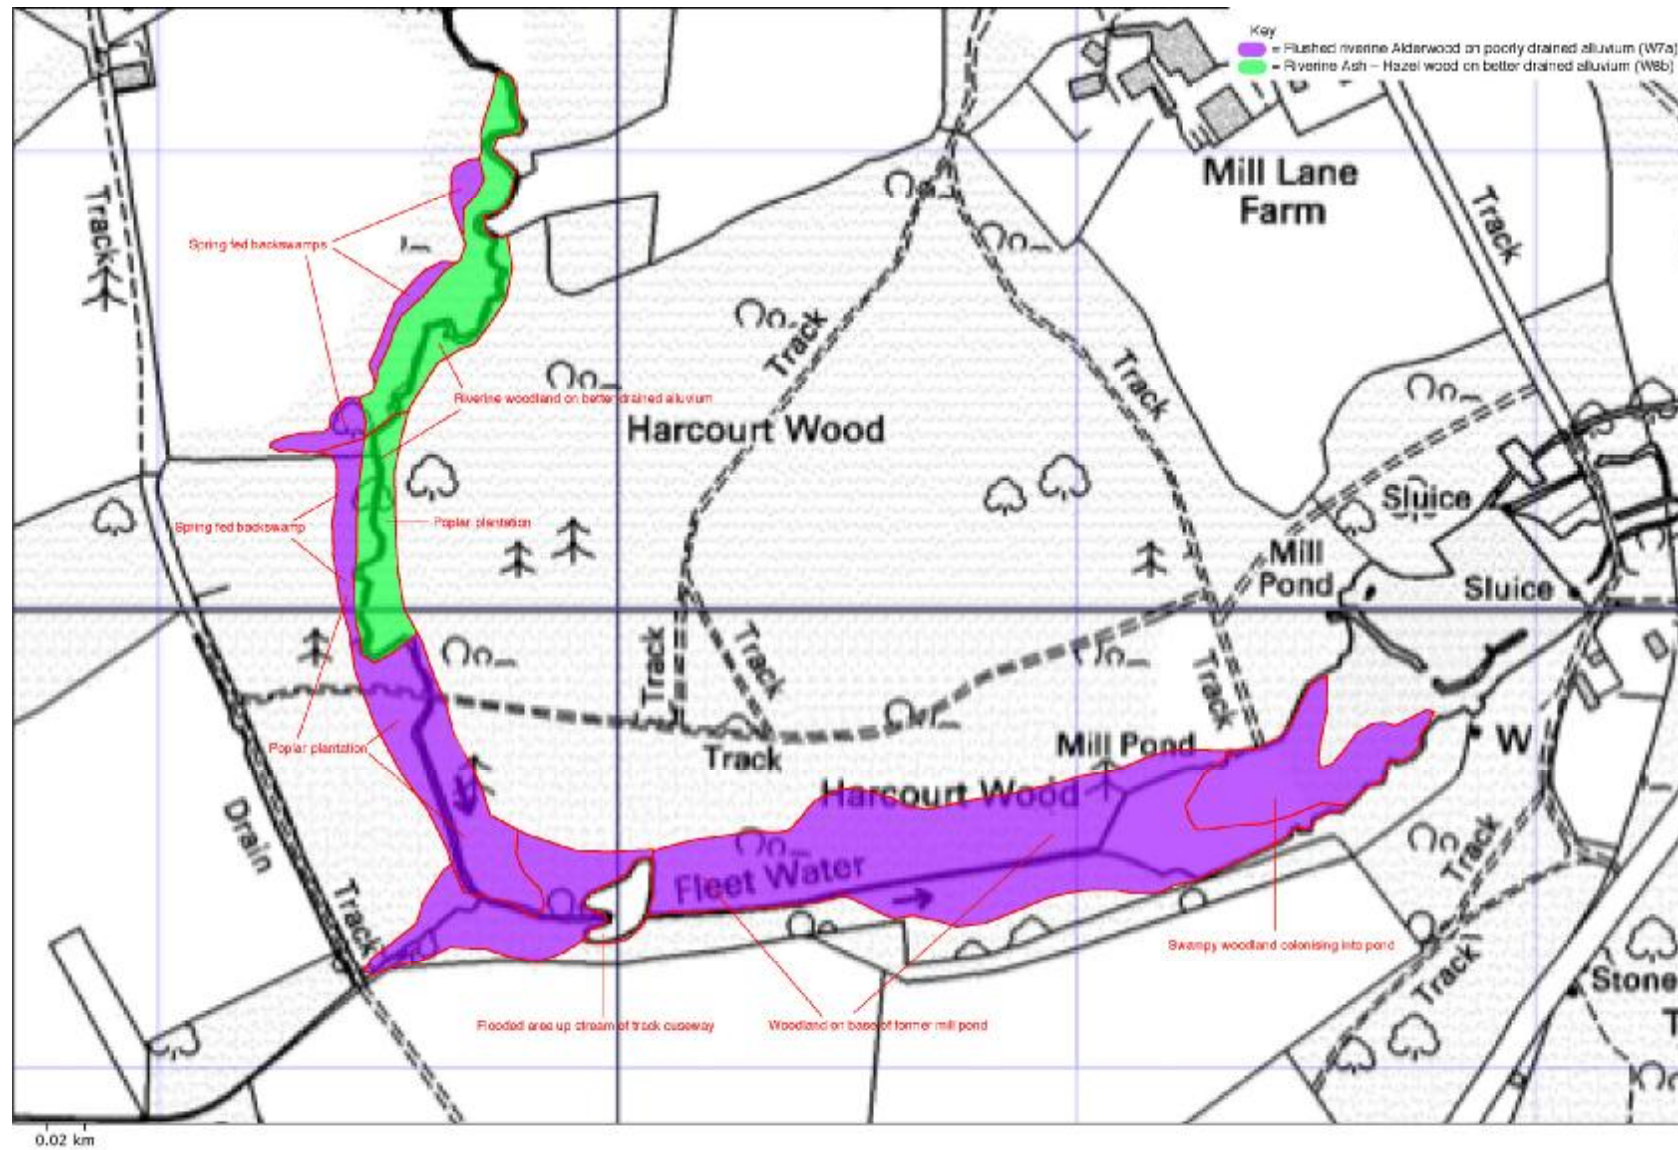 Key
= Flushed riverine Alderwood on poorly drained alluvium (W7a)
= Riverine Ash – Hazel wood on better drained alluvium (W8b)
Mill Lane
Farm
Track
Track
Spring fed backswamps
Track
Track
Riverine woodland on better drained alluvium
Harcourt Wood
Sluice
Spring fed backswamp
Poplar plantation
Mill
Pond
Sluice
Track
Track
Track
Poplar plantation
Track
Mill Pond
W
Harcourt Wood
Drain
Track
Fleet Water
Track
Swampy woodland colonising into pond
Track
Stone
Flooded area up stream of track cuseway
Woodland on base of former mill pond
T
0.02 km